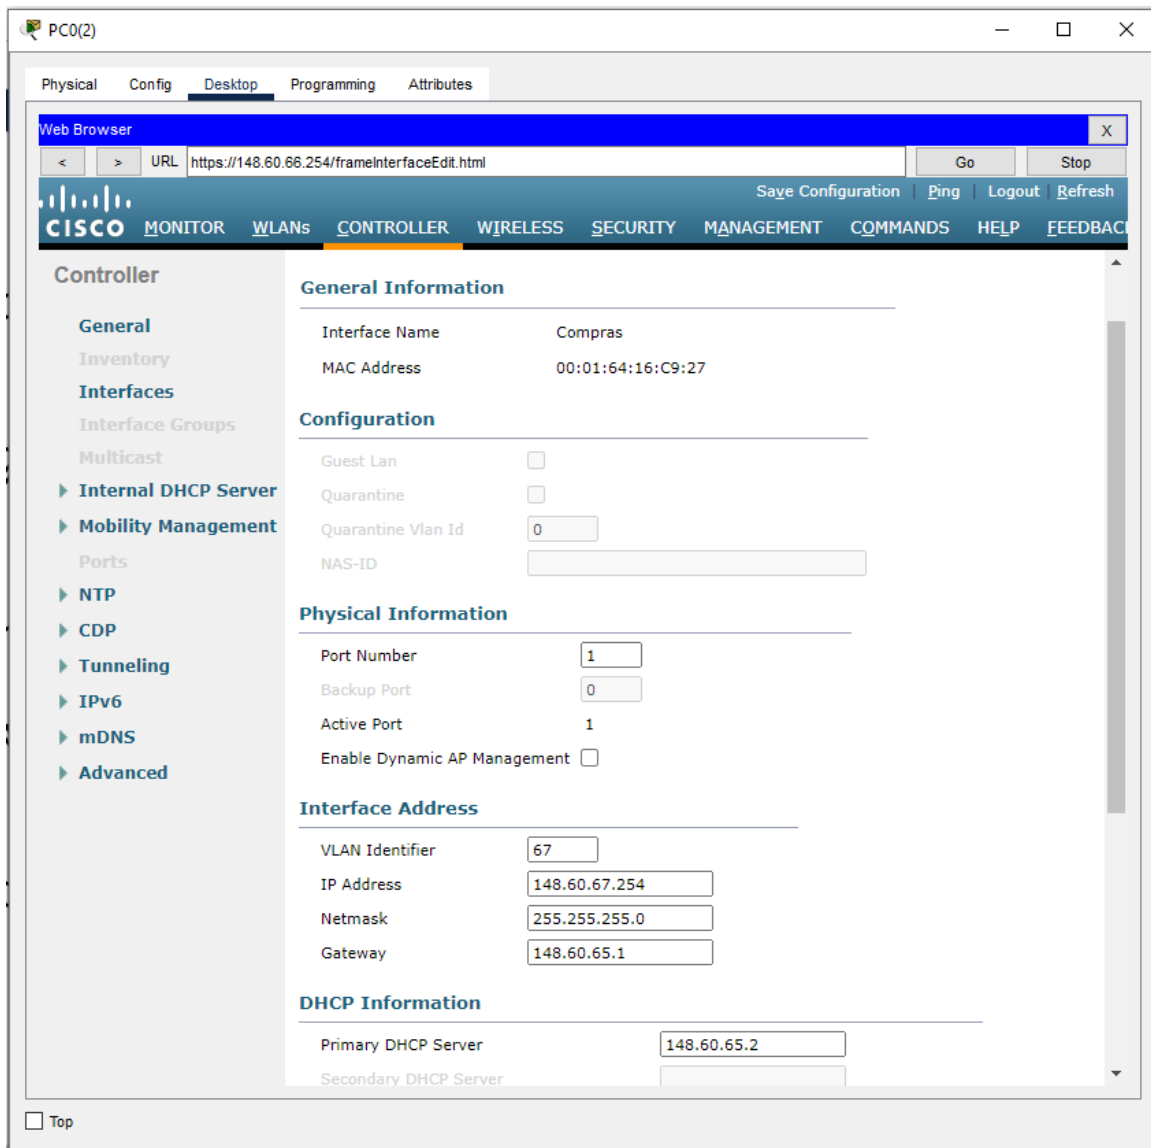 PC0(2)
Physical Config Desktop Programming Attributes
Web Browser X
< > URL https://148.60.66.254/frameInterfaceEdit.html Go Stop
Save Configuration Ping Logout Refresh
CISCO MONITOR WLANs CONTROLLER WIRELESS SECURITY MANAGEMENT COMMANDS HELP FEEDBAC
Controller
General
Inventory
Interfaces
Interface Groups
Multicast
Internal DHCP Server
Mobility Management
Ports
NTP
CDP
Tunneling
IPv6
mDNS
Advanced
General Information
Interface Name Compras
MAC Address 00:01:64:16:C9:27
Configuration
Guest Lan
Quarantine
Quarantine Vlan Id 0
NAS-ID
Physical Information
Port Number 1
Backup Port 0
Active Port 1
Enable Dynamic AP Management
Interface Address
VLAN Identifier 67
IP Address 148.60.67.254
Netmask 255.255.255.0
Gateway 148.60.65.1
DHCP Information
Primary DHCP Server 148.60.65.2
Secondary DHCP Server
Top